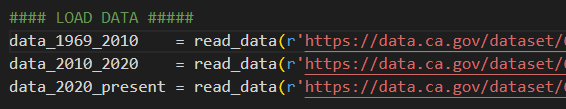 #### LOAD DATA #####
data_1969_2010    = read_data(r'https://data.ca.gov/dataset/
data_2010_2020    = read_data(r'https://data.ca.gov/dataset/
data_2020_present = read_data(r'https://data.ca.gov/dataset/